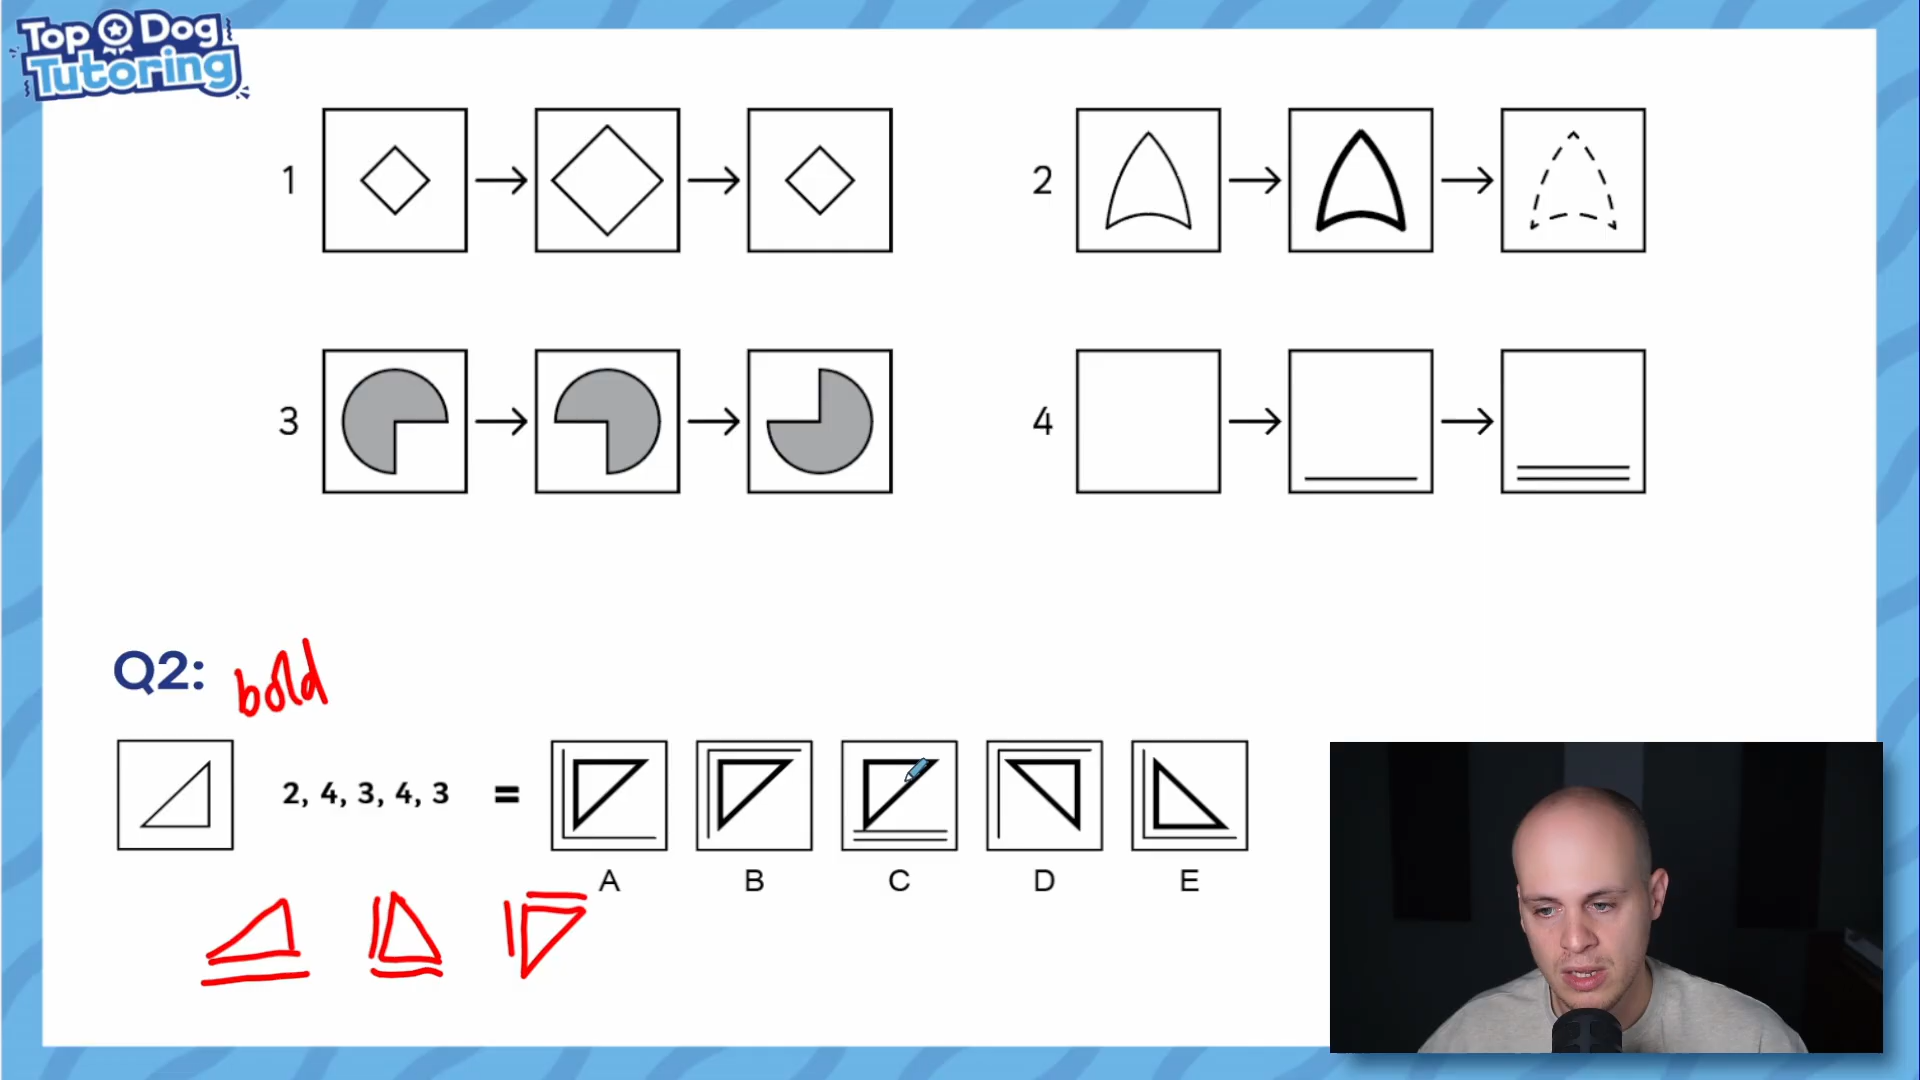 Top Dog
Tutoring
1
2
3
4
Q2: bold
2, 4, 3, 4, 3 =
A B C D E